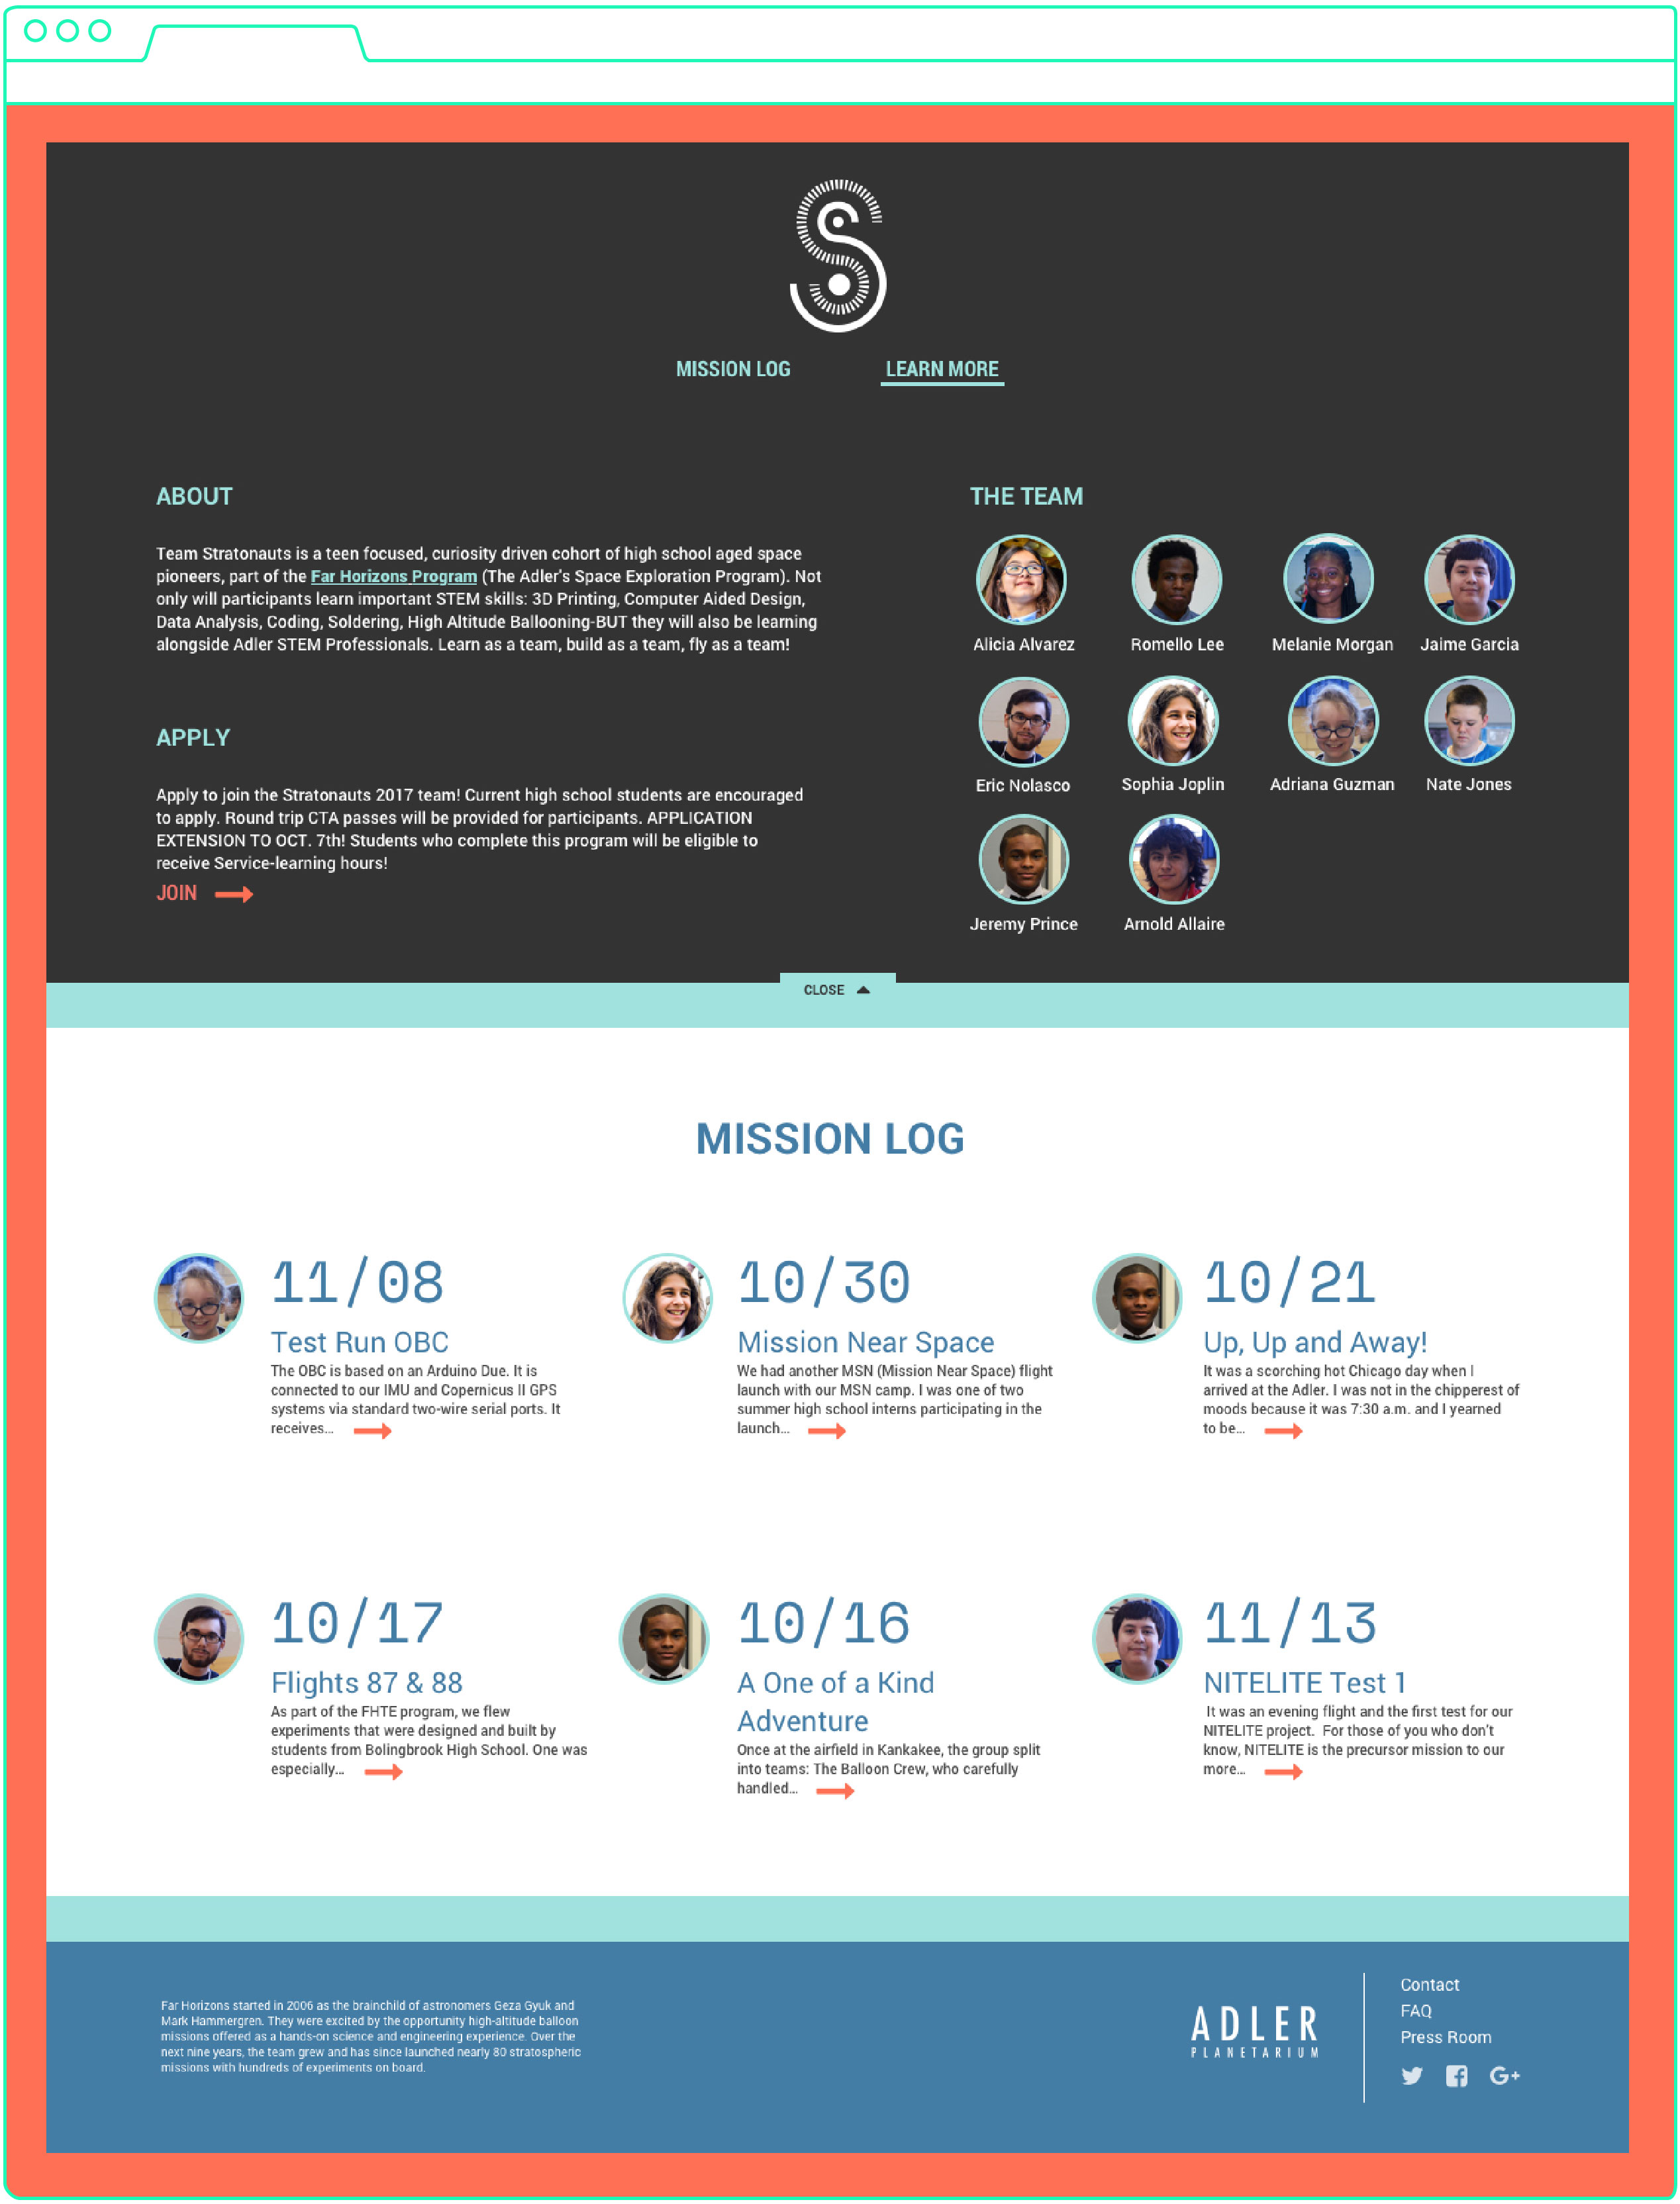 MISSION LOG
LEARN MORE
ABOUT
Team Stratonauts is a teen focused, curiosity driven cohort of high school aged space
pioneers, part of the Far Horizons Program (The Adler's Space Exploration Program). Not
only will participants learn important STEM skills: 3D Printing, Computer Aided Design,
Data Analysis, Coding, Soldering, High Altitude Ballooning-BUT they will also be learning
alongside Adler STEM Professionals. Learn as a team, build as a team, fly as a team!
APPLY
Apply to join the Stratonauts 2017 team! Current high school students are encouraged
to apply. Round trip CTA passes will be provided for participants. APPLICATION
EXTENSION TO OCT. 7th! Students who complete this program will be eligible to
receive Service-learning hours!
JOIN
THE TEAM
Alicia Alvarez
Romello Lee
Melanie Morgan
Jaime Garcia
Eric Nolasco
Sophia Joplin
Adriana Guzman
Nate Jones
Jeremy Prince
Arnold Allaire
CLOSE
MISSION LOG
11/08
Test Run OBC
The OBC is based on an Arduino Due. It is
connected to our IMU and Copernicus II GPS
systems via standard two-wire serial ports. It
receives...
10/30
Mission Near Space
We had another MSN (Mission Near Space) flight
launch with our MSN camp. I was one of two
summer high school interns participating in the
launch...
10/21
Up, Up and Away!
It was a scorching hot Chicago day when I
arrived at the Adler. I was not in the chipperest of
moods because it was 7:30 a.m. and I yearned
to be...
10/17
Flights 87 & 88
As part of the FHTE program, we flew
experiments that were designed and built by
students from Bolingbrook High School. One was
especially...
10/16
A One of a Kind
Adventure
Once at the airfield in Kankakee, the group split
into teams: The Balloon Crew, who carefully
handled...
11/13
NITELITE Test 1
It was an evening flight and the first test for our
NITELITE project. For those of you who don't
know, NITELITE is the precursor mission to our
more...
Far Horizons started in 2006 as the brainchild of astronomers Geza Gyuk and
Mark Hammergren. They were excited by the opportunity high-altitude balloon
missions offered as a hands-on science and engineering experience. Over the
next nine years, the team grew and has since launched nearly 80 stratospheric
missions with hundreds of experiments on board.
ADLER
PLANETARIUM
Contact
FAQ
Press Room
G+